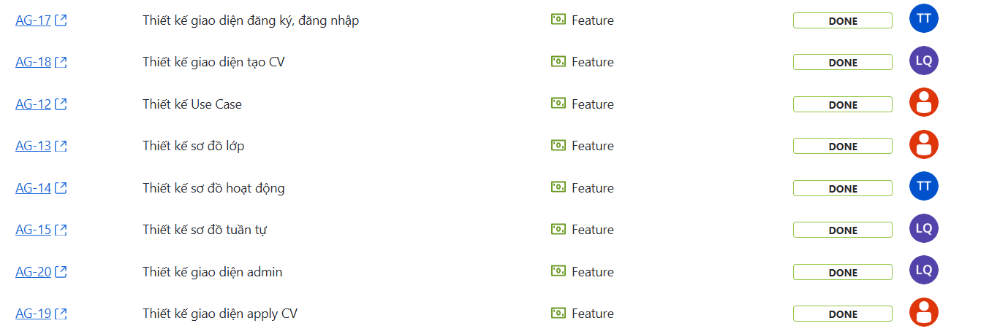 AG-17 Thiết kế giao diện đăng ký, đăng nhập Feature DONE TT
AG-18 Thiết kế giao diện tạo CV Feature DONE LQ
AG-12 Thiết kế Use Case Feature DONE
AG-13 Thiết kế sơ đồ lớp Feature DONE
AG-14 Thiết kế sơ đồ hoạt động Feature DONE TT
AG-15 Thiết kế sơ đồ tuần tự Feature DONE LQ
AG-20 Thiết kế giao diện admin Feature DONE LQ
AG-19 Thiết kế giao diện apply CV Feature DONE